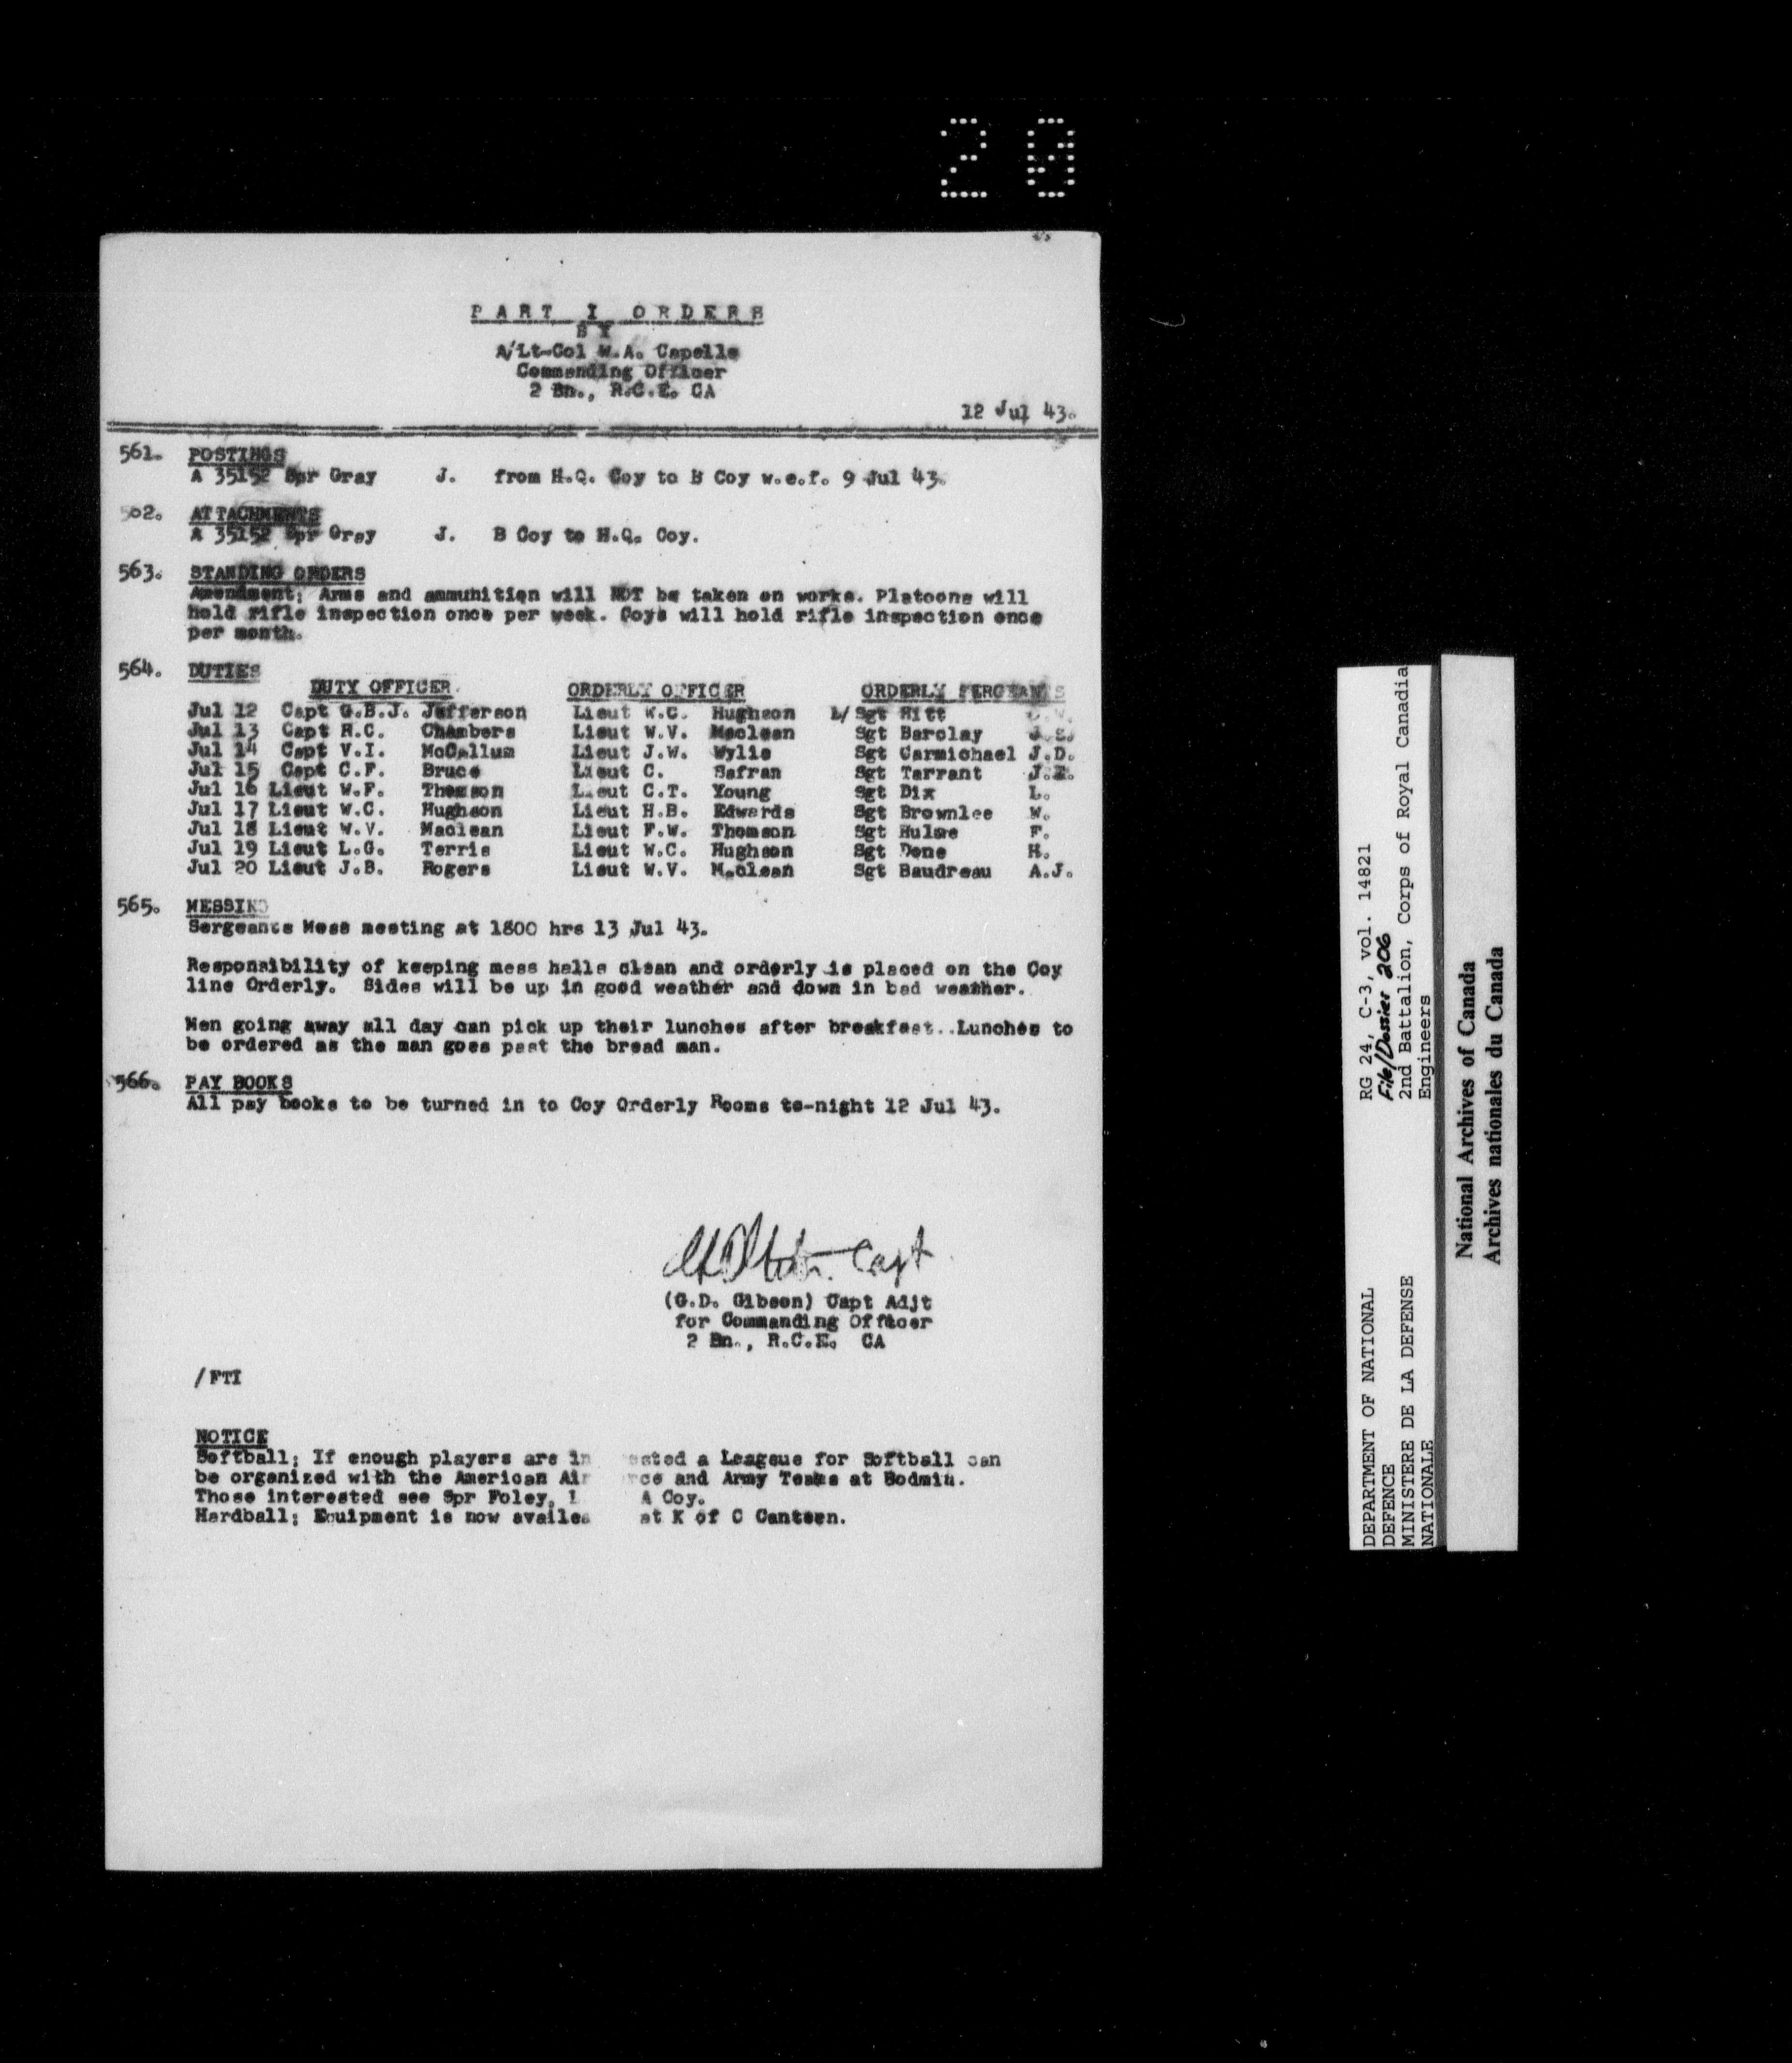 20
PART I ORDERS
BY
A/Lt-Col W.A. Capelle
Commanding Officer
2 Bn., R.C.E. CA
12 Jul 43.
561. POSTINGS
A 35152 Spr Gray J. from H.Q. Coy to B Coy w.e.f. 9 Jul 43.
562. ATTACHMENTS
A 35152 Spr Gray J. B Coy to H.Q. Coy.
563. STANDING ORDERS
Amendment; Arms and ammunition will NOT be taken on works. Platoons will
hold rifle inspection once per week. Coys will hold rifle inspection once
per month.
564. DUTIES
DUTY OFFICER ORDERLY OFFICER ORDERLY SERGEANTS
Jul 12 Capt G.B.J. Jefferson Lieut W.C. Hughson L/Sgt Hitt
Jul 13 Capt H.C. Chambers Lieut W.V. Maclean Sgt Barclay J.S.
Jul 14 Capt V.I. McCallum Lieut J.W. Wylie Sgt Carmichael J.D.
Jul 15 Capt C.F. Bruce Lieut C. Safran Sgt Tarrant J.E.
Jul 16 Lieut W.F. Thomson Lieut C.T. Young Sgt Dix L.
Jul 17 Lieut W.C. Hughson Lieut H.B. Edwards Sgt Brownlee W.
Jul 18 Lieut W.V. Maclean Lieut F.W. Thomson Sgt Hulme F.
Jul 19 Lieut L.G. Terris Lieut W.C. Hughson Sgt Done H.
Jul 20 Lieut J.B. Rogers Lieut W.V. Maclean Sgt Baudreau A.J.
565. MESSING
Sergeants Mess meeting at 1800 hrs 13 Jul 43.
Responsibility of keeping mess halls clean and orderly is placed on the Coy
line Orderly. Sides will be up in good weather and down in bad weather.
Men going away all day can pick up their lunches after breakfast. Lunches to
be ordered as the man goes past the bread man.
566. PAY BOOKS
All pay books to be turned in to Coy Orderly Rooms to-night 12 Jul 43.
Capt
(G.D. Gibson) Capt Adjt
for Commanding Officer
2 Bn., R.C.E. CA
/FTI
NOTICE
Softball; If enough players are in ested a Leageue for Softball can
be organized with the American Air rce and Army Teams at Bodmin.
Those interested see Spr Foley, 1 A Coy.
Hardball; Equipment is now availa at K of C Canteen.
RG 24, C-3, vol. 14821
File/Dossier 206
2nd Battalion, Corps of Royal Canadia
Engineers
DEPARTMENT OF NATIONAL
DEFENCE
MINISTERE DE LA DEFENSE
NATIONALE
National Archives of Canada
Archives nationales du Canada